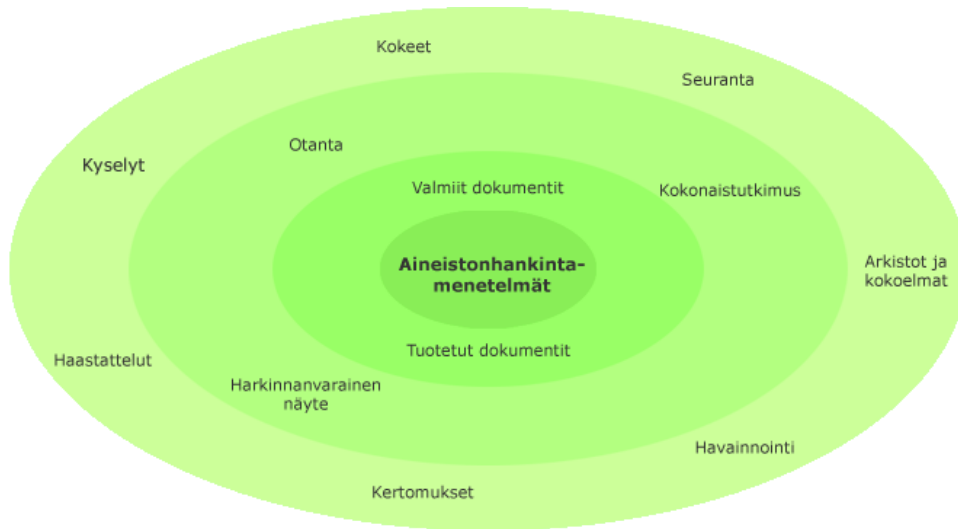 Kokeet
Seuranta
Otanta
Kyselyt
Valmiit dokumentit
Kokonaistutkimus
Aineistonhankinta-
menetelmät
Arkistot ja
kokoelmat
Tuotetut dokumentit
Haastattelut
Harkinnanvarainen
näyte
Havainnointi
Kertomukset